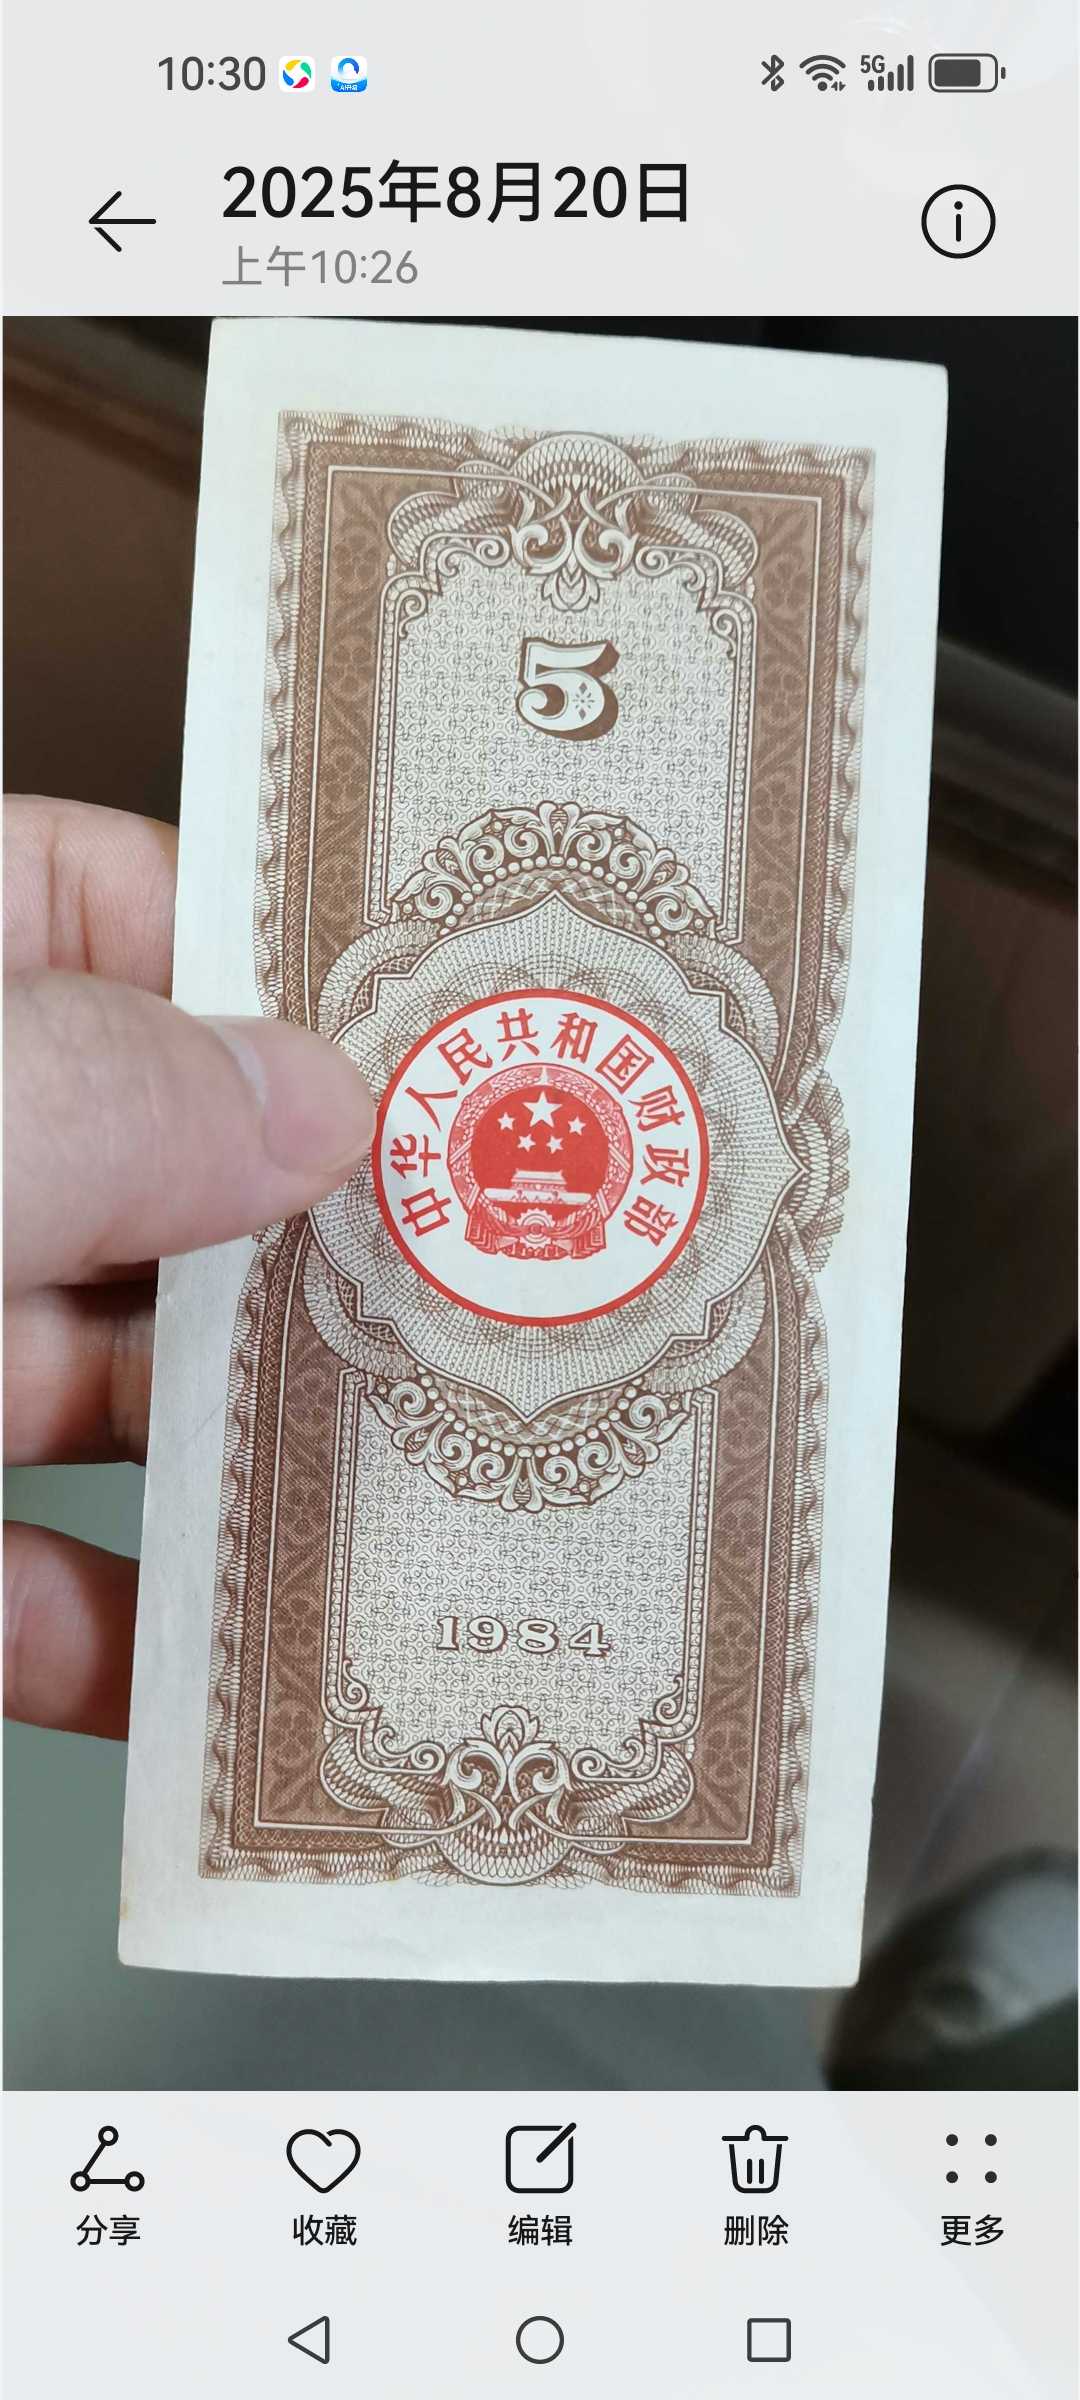 10:30
5G
2025年8月20日
上午10:26
5
中华人民共和国财政部
1984
分享
收藏
编辑
删除
更多